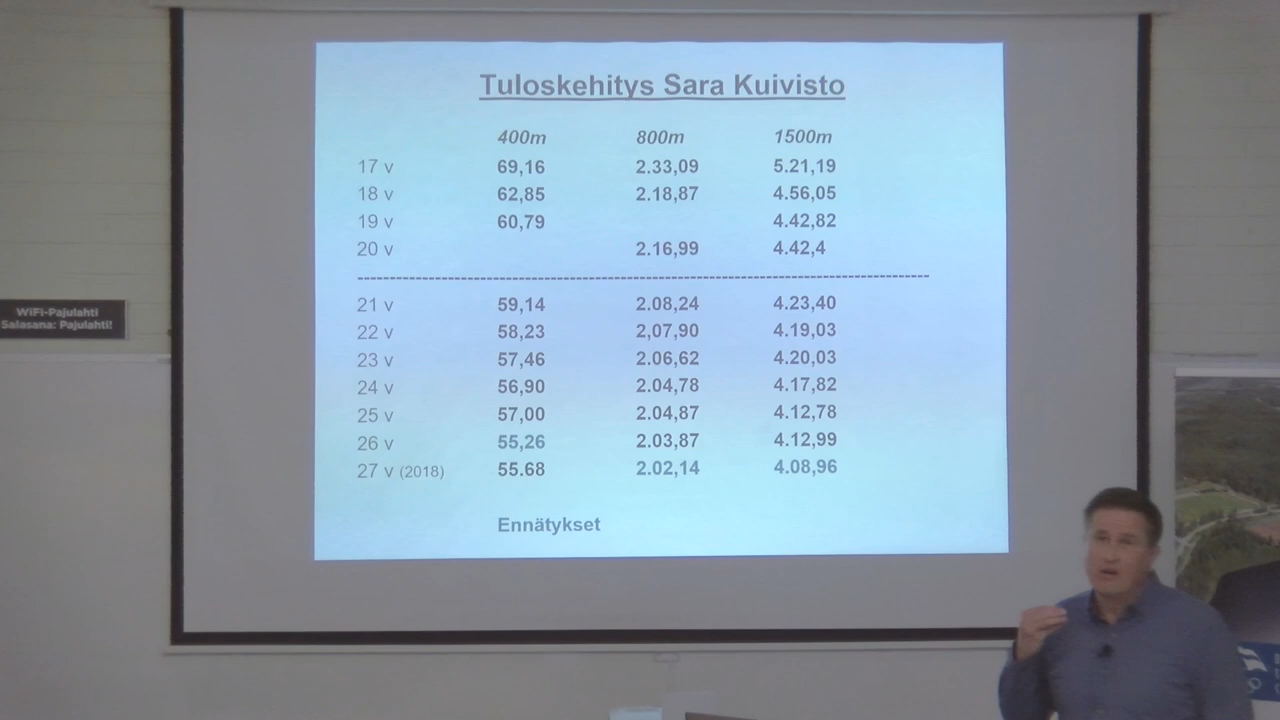 Tuloskehitys Sara Kuivisto
400m 800m 1500m
17 v 69,16 2.33,09 5.21,19
18 v 62,85 2.18,87 4.56,05
19 v 60,79 4.42,82
20 v 2.16,99 4.42,4
21 v 59,14 2.08,24 4.23,40
22 v 58,23 2,07,90 4.19,03
23 v 57,46 2.06,62 4.20,03
24 v 56,90 2.04,78 4.17,82
25 v 57,00 2.04,87 4.12,78
26 v 55,26 2.03,87 4.12,99
27 v (2018) 55.68 2.02,14 4.08,96
Ennätykset
WiFi-Pajulahti
Salasana: Pajulahti!